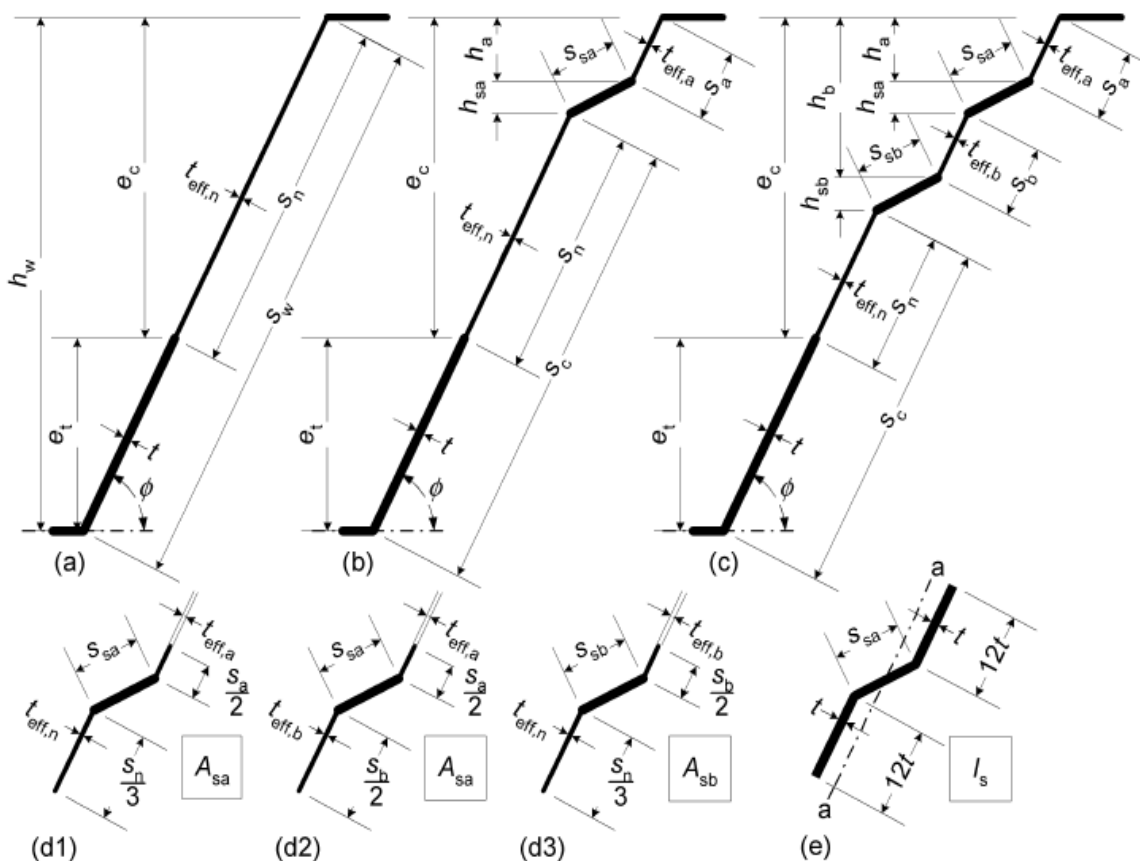 h_w
e_c
e_t
t_eff,n
s_n
s_w
t
ϕ
(a)
h_a
h_sa
s_sa
t_eff,a
s_a
e_c
t_eff,n
s_n
s_c
e_t
t
ϕ
(b)
h_a
h_sa
h_b
h_sb
s_sa
t_eff,a
s_a
s_sb
t_eff,b
s_b
e_c
t_eff,n
s_n
s_c
e_t
t
ϕ
(c)
s_sa
t_eff,a
s_a/2
t_eff,n
s_n/3
A_sa
(d1)
s_sa
t_eff,a
s_a/2
t_eff,b
s_b/2
A_sa
(d2)
s_sb
t_eff,b
s_b/2
t_eff,n
s_n/3
A_sb
(d3)
a
s_sa
t
12t
t
12t
a
I_s
(e)